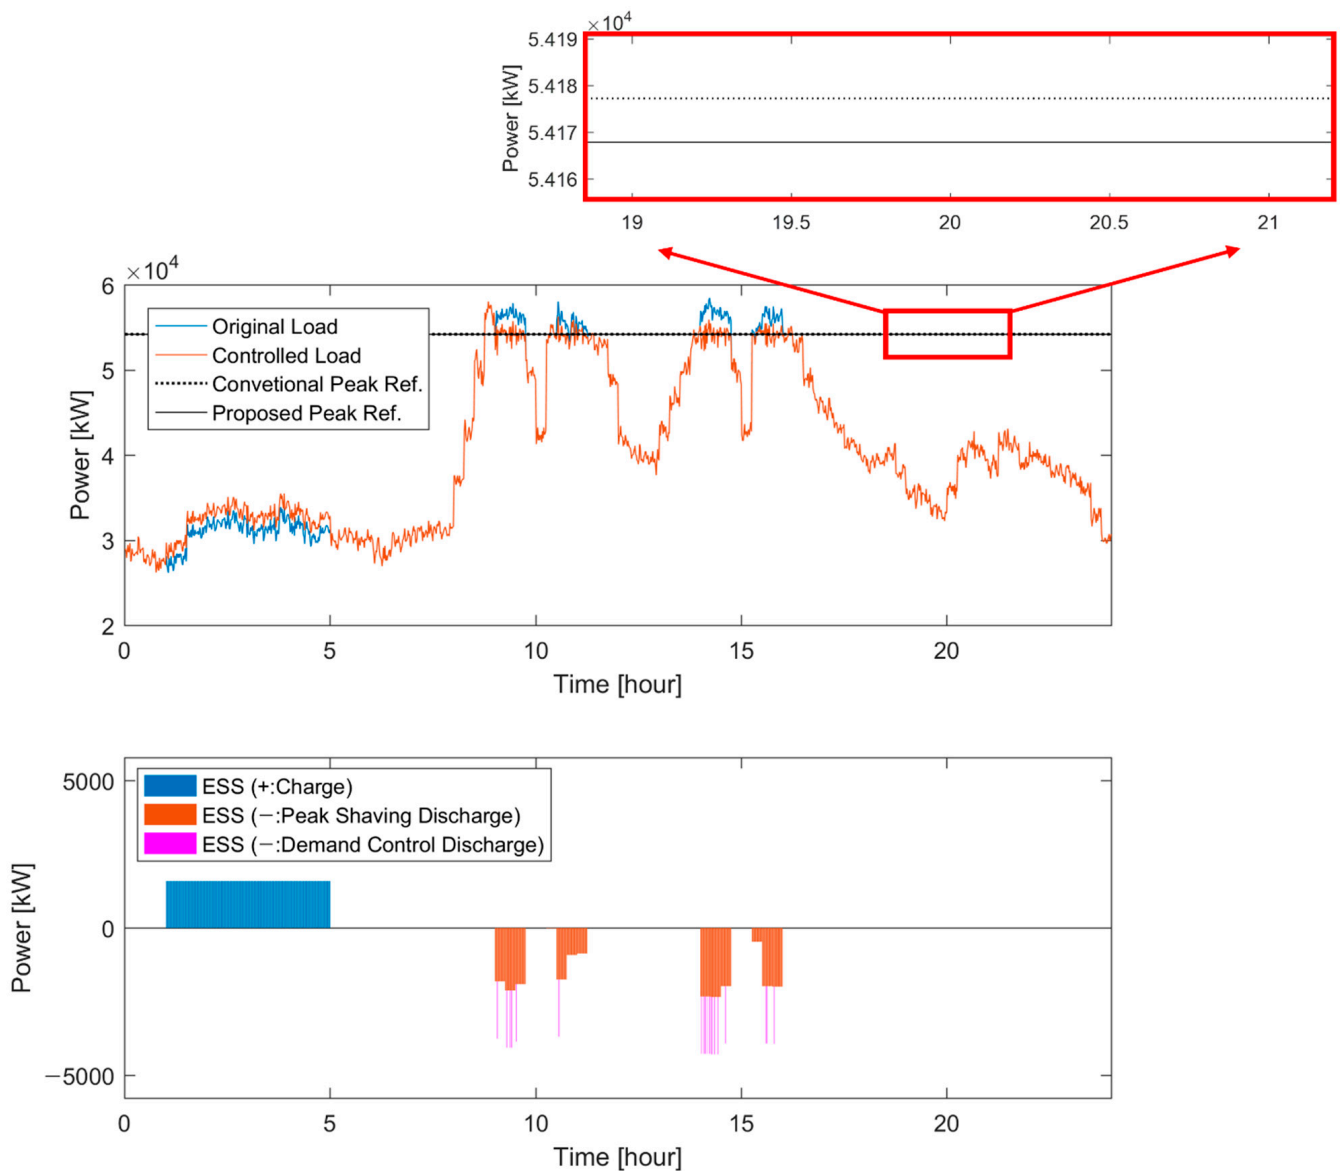 ×10⁴
5.419
5.418
5.417
5.416
Power [kW]
19 19.5 20 20.5 21
×10⁴
6
5
4
3
2
Power [kW]
Original Load
Controlled Load
Convetional Peak Ref.
Proposed Peak Ref.
0 5 10 15 20
Time [hour]
5000
0
−5000
Power [kW]
ESS (+:Charge)
ESS (−:Peak Shaving Discharge)
ESS (−:Demand Control Discharge)
0 5 10 15 20
Time [hour]